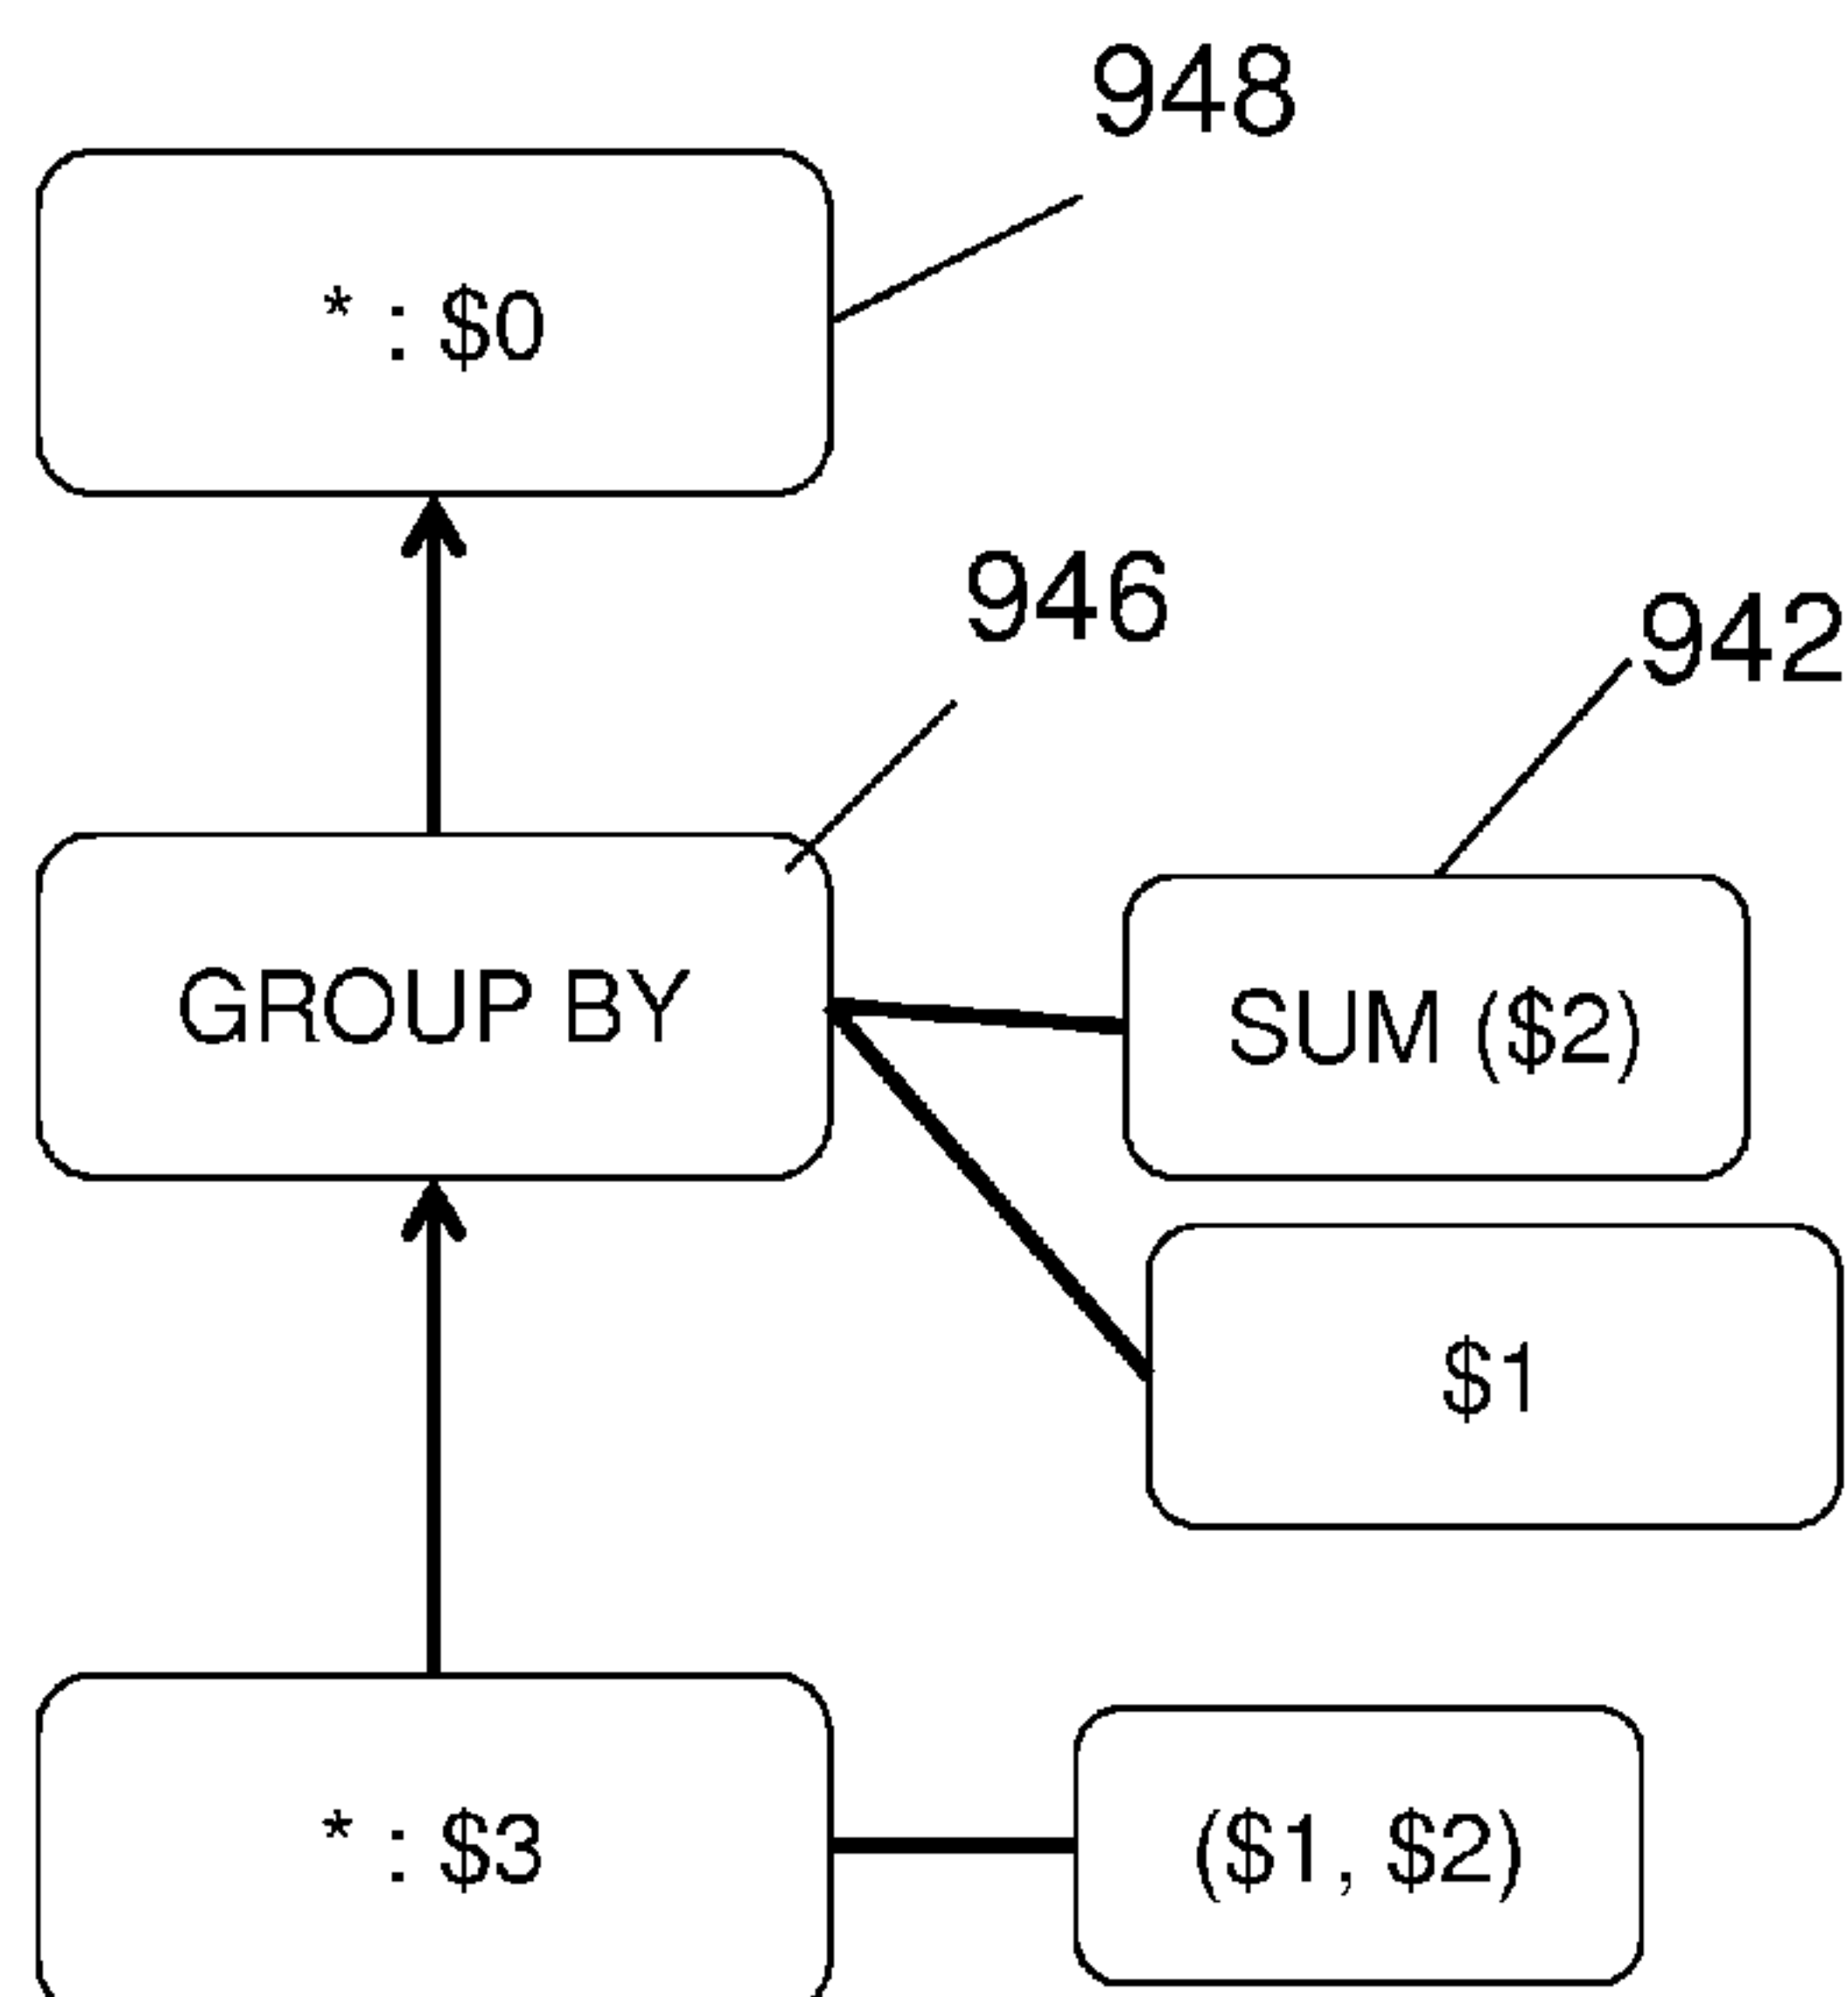 948
* : $0
946
942
GROUP BY
SUM ($2)
$1
* : $3
($1, $2)